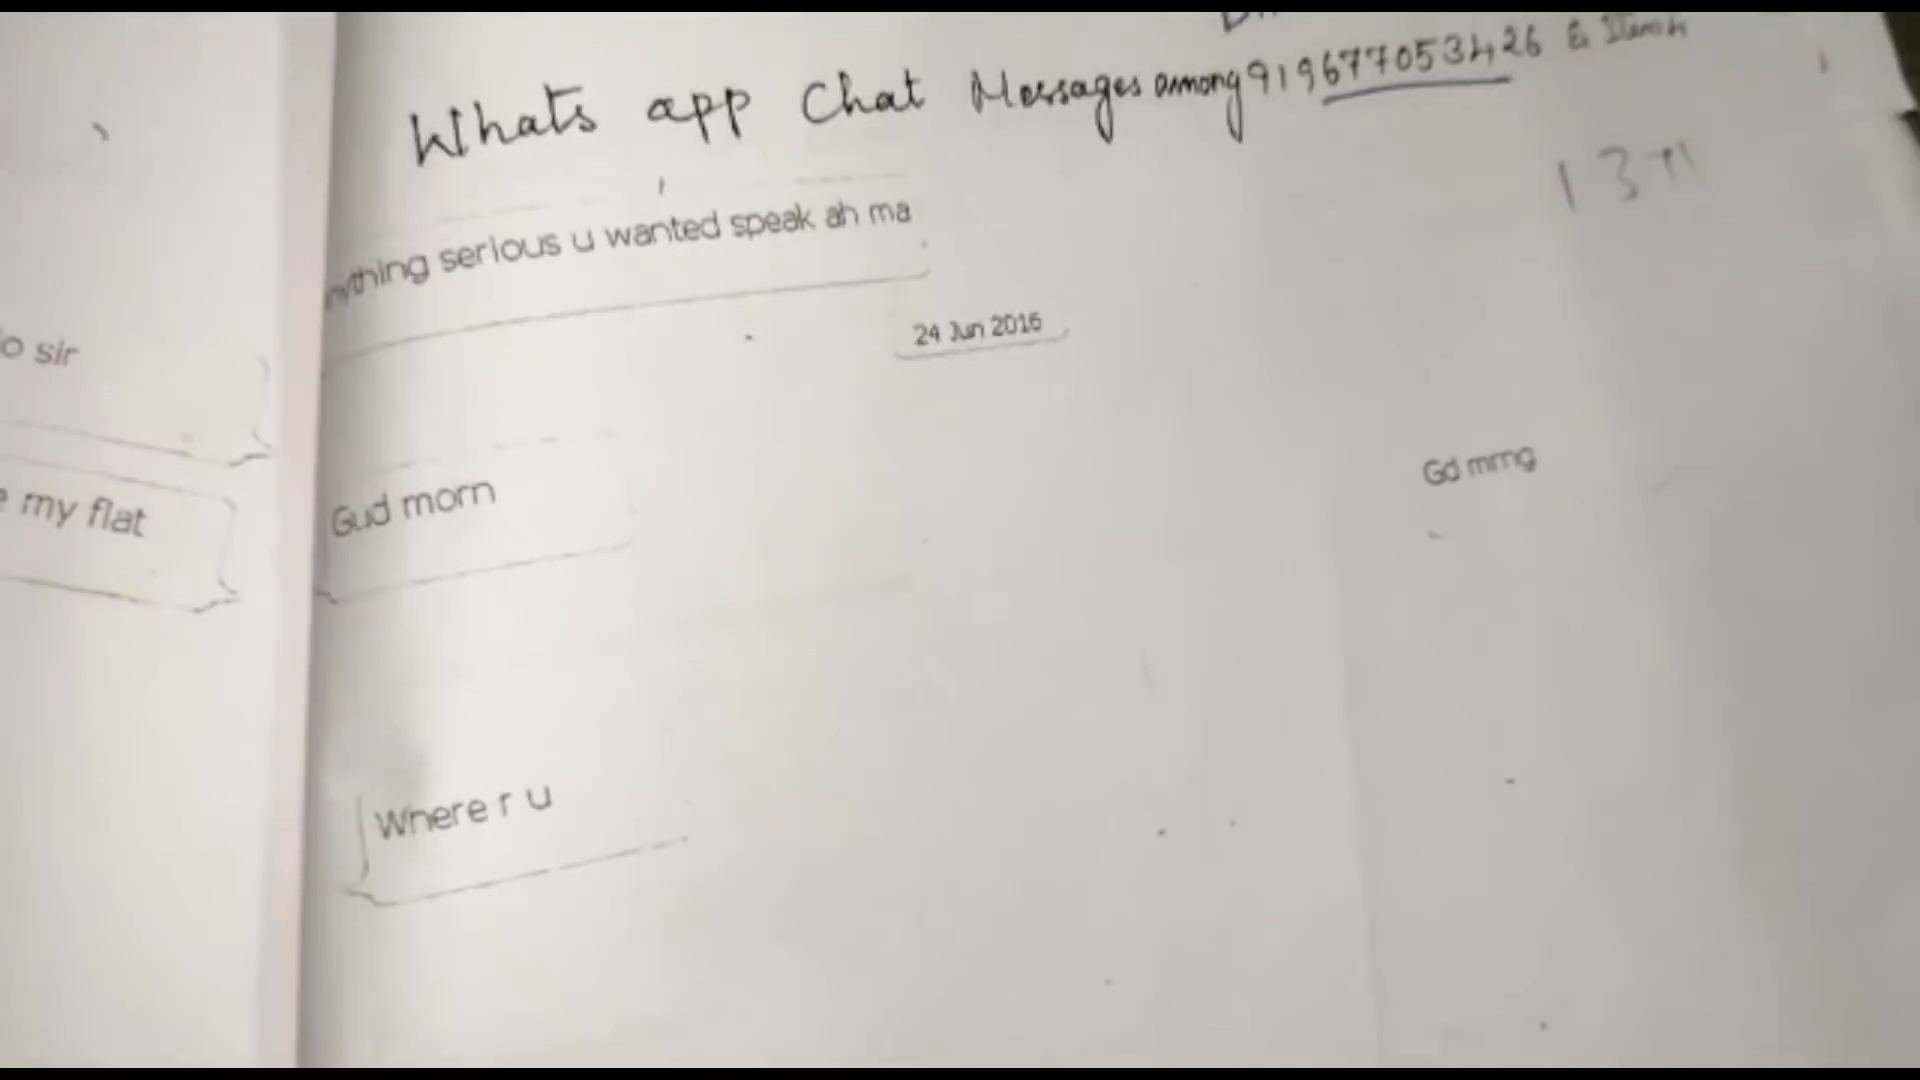 Whats app Chat Messages among 919677053426 &
ything serious u wanted speak ah ma
24 Jun 2016
o sir
Gd mrng
Gud morn
my flat
Where r u